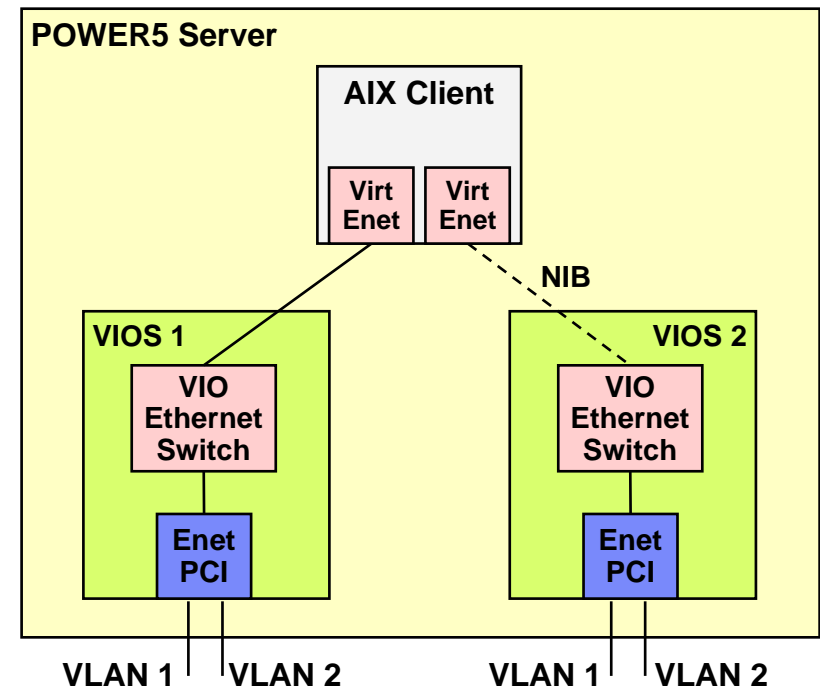 POWER5 Server
AIX Client
Virt
Enet
Virt
Enet
NIB
VIOS 1
VIO
Ethernet
Switch
Enet
PCI
VIOS 2
VIO
Ethernet
Switch
Enet
PCI
VLAN 1
VLAN 2
VLAN 1
VLAN 2